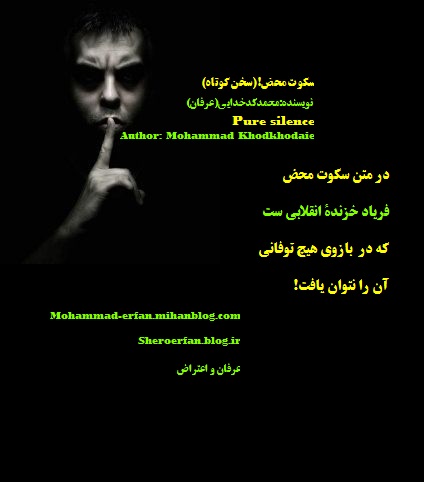 سکوت محض!(سخن کوتاه)
نویسنده:محمدکدخدایی(عرفان)
Pure silence
Author: Mohammad Khodkhodaie
در متن سکوت محض
فریاد خزندهٔ انقلابی ست
که در بازوی هیچ توفانی
آن را نتوان یافت!
Mohammad-erfan.mihanblog.com
Sheroerfan.blog.ir
عرفان و اعتراض